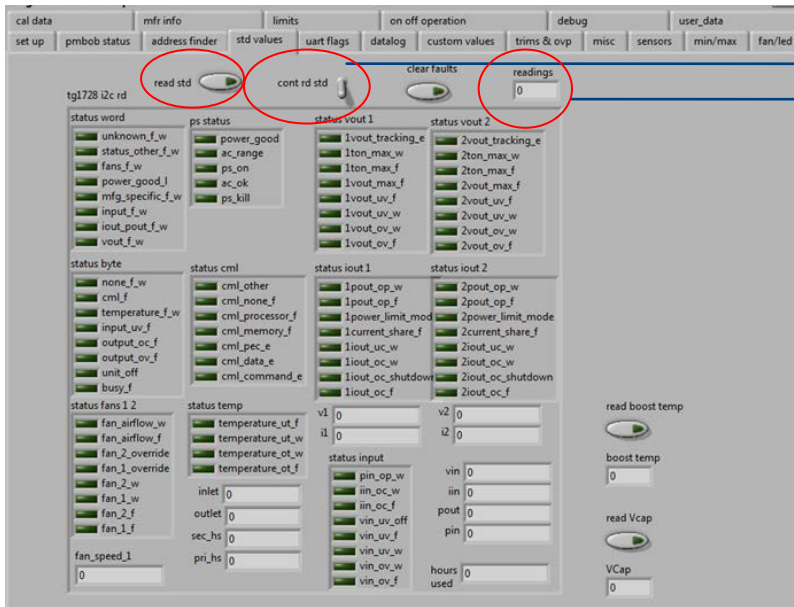 cal data mfr info limits on off operation debug user_data
set up pmbob status address finder std values uart flags datalog custom values trims & ovp misc sensors min/max fan/led
read std cont rd std clear faults readings
0
tg1728 i2c rd
status word
unknown_f_w
status_other_f_w
fans_f_w
power_good_l
mfg_specific_f_w
input_f_w
iout_pout_f_w
vout_f_w
ps status
power_good
ac_range
ps_on
ac_ok
ps_kill
status vout 1
1vout_tracking_e
1ton_max_w
1ton_max_f
1vout_max_f
1vout_uv_f
1vout_uv_w
1vout_ov_w
1vout_ov_f
status vout 2
2vout_tracking_e
2ton_max_w
2ton_max_f
2vout_max_f
2vout_uv_f
2vout_uv_w
2vout_ov_w
2vout_ov_f
status byte
none_f_w
cml_f
temperature_f_w
input_uv_f
output_oc_f
output_ov_f
unit_off
busy_f
status cml
cml_other
cml_none_f
cml_processor_f
cml_memory_f
cml_pec_e
cml_data_e
cml_command_e
status iout 1
1pout_op_w
1pout_op_f
1power_limit_mod
1current_share_f
1iout_uc_w
1iout_oc_w
1iout_oc_shutdown
1iout_oc_f
status iout 2
2pout_op_w
2pout_op_f
2power_limit_mode
2current_share_f
2iout_uc_w
2iout_oc_w
2iout_oc_shutdown
2iout_oc_f
status fans 1 2
fan_airflow_w
fan_airflow_f
fan_2_override
fan_1_override
fan_2_w
fan_1_w
fan_2_f
fan_1_f
fan_speed_1
0
status temp
temperature_ut_f
temperature_ut_w
temperature_ot_w
temperature_ot_f
inlet 0
outlet 0
sec_hs 0
pri_hs 0
v1 0
i1 0
v2 0
i2 0
status input
pin_op_w
iin_oc_w
iin_oc_f
vin_uv_off
vin_uv_f
vin_uv_w
vin_ov_w
vin_ov_f
vin 0
iin 0
pout 0
pin 0
hours 0
used
read boost temp
boost temp
0
read Vcap
VCap
0